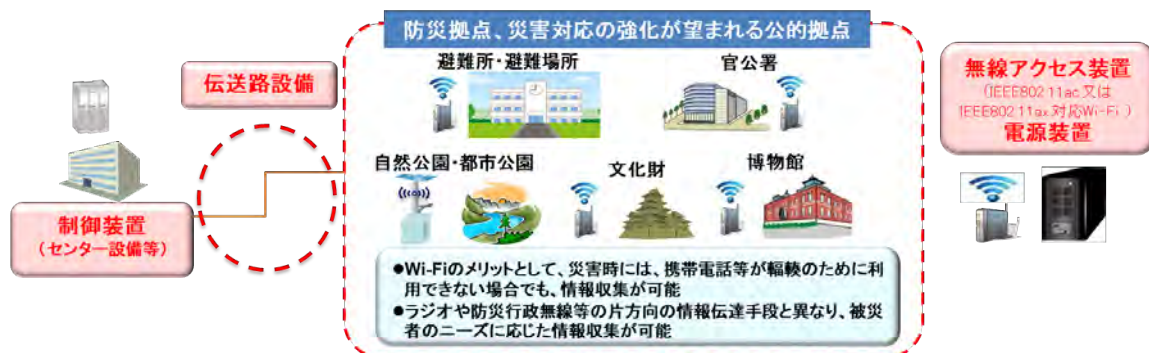 防災拠点、災害対応の強化が望まれる公的拠点
避難所・避難場所
官公署
伝送路設備
無線アクセス装置
（IEEE802.11ac又は
IEEE802.11ax対応Wi-Fi）
電源装置
自然公園・都市公園
文化財
博物館
制御装置
（センター設備等）
●Wi-Fiのメリットとして、災害時には、携帯電話等が輻輳のために利
用できない場合でも、情報収集が可能
●ラジオや防災行政無線等の片方向の情報伝達手段と異なり、被災
者のニーズに応じた情報収集が可能